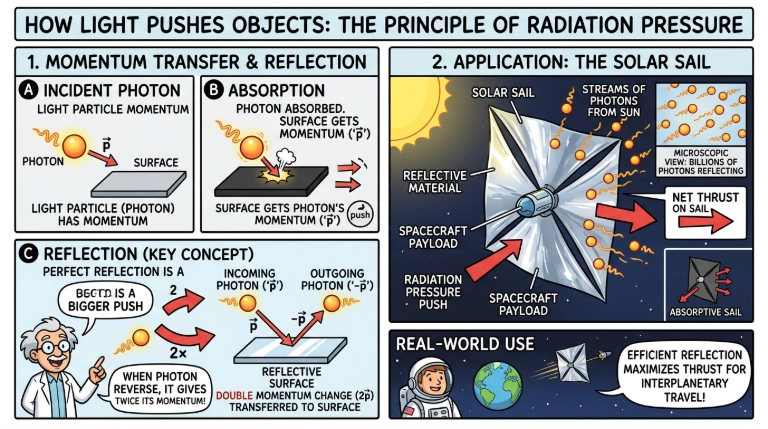 HOW LIGHT PUSHES OBJECTS: THE PRINCIPLE OF RADIATION PRESSURE
1. MOMENTUM TRANSFER & REFLECTION
A INCIDENT PHOTON
LIGHT PARTICLE MOMENTUM
PHOTON
p⃗
SURFACE
LIGHT PARTICLE (PHOTON)
HAS MOMENTUM
B ABSORPTION
PHOTON ABSORBED.
SURFACE GETS
MOMENTUM ('p⃗')
SURFACE GETS PHOTON'S
MOMENTUM ('p⃗')
push
C REFLECTION (KEY CONCEPT)
PERFECT REFLECTION IS A
IS A
BIGGER PUSH
2
2×
WHEN PHOTON
REVERSE, IT GIVES
TWICE ITS MOMENTUM!
INCOMING
PHOTON ('p⃗')
OUTGOING
PHOTON ('-p⃗')
p⃗
-p⃗
REFLECTIVE
SURFACE
DOUBLE MOMENTUM CHANGE (2p⃗)
TRANSFERRED TO SURFACE
2. APPLICATION: THE SOLAR SAIL
SOLAR SAIL
STREAMS OF
PHOTONS
FROM SUN
MICROSCOPIC
VIEW: BILLIONS OF
PHOTONS REFLECTING
REFLECTIVE
MATERIAL
SPACECRAFT
PAYLOAD
RADIATION
PRESSURE
PUSH
SPACECRAFT
PAYLOAD
NET THRUST
ON SAIL
ABSORPTIVE SAIL
REAL-WORLD USE
EFFICIENT REFLECTION
MAXIMIZES THRUST FOR
INTERPLANETARY
TRAVEL!